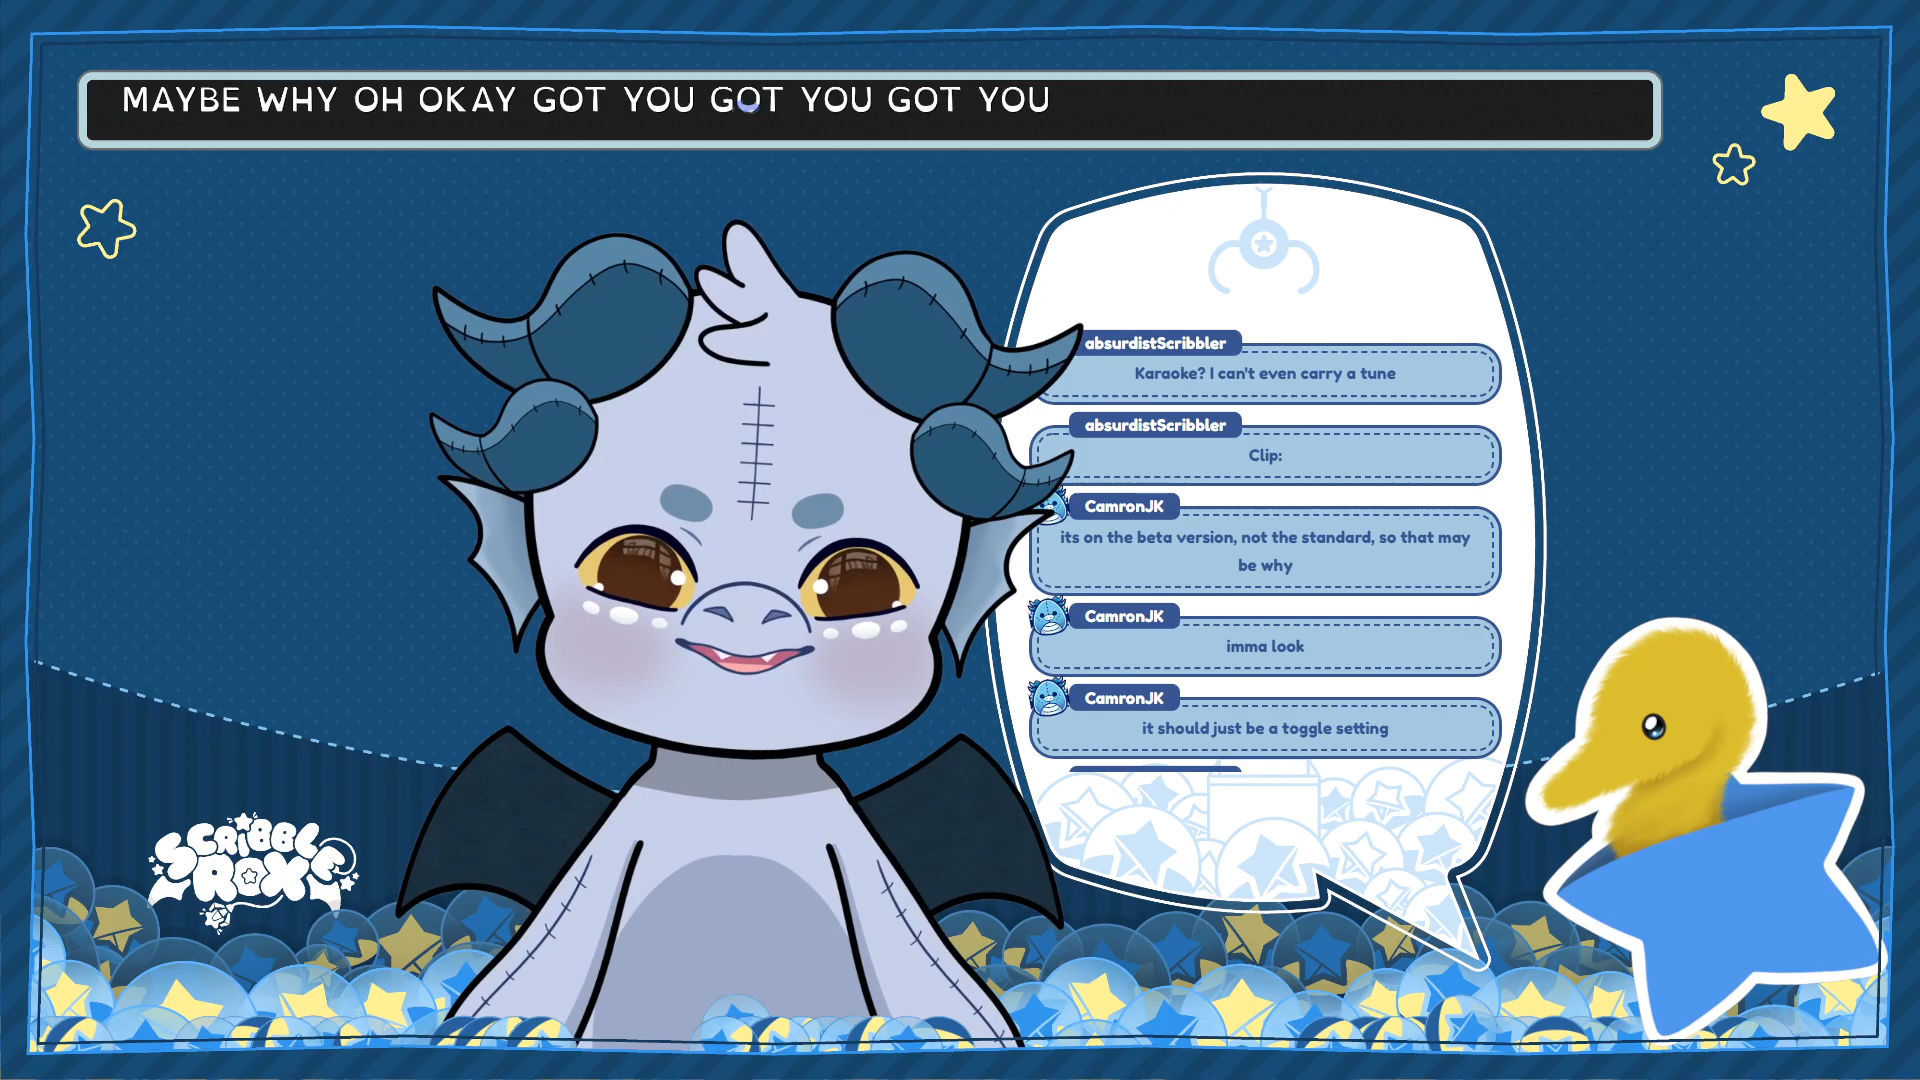 MAYBE WHY OH OKAY GOT YOU GOT YOU GOT YOU
absurdistScribbler
Karaoke? I can't even carry a tune
absurdistScribbler
Clip:
CamronJK
its on the beta version, not the standard, so that may
be why
CamronJK
imma look
CamronJK
it should just be a toggle setting
SCRIBBLE
ROX